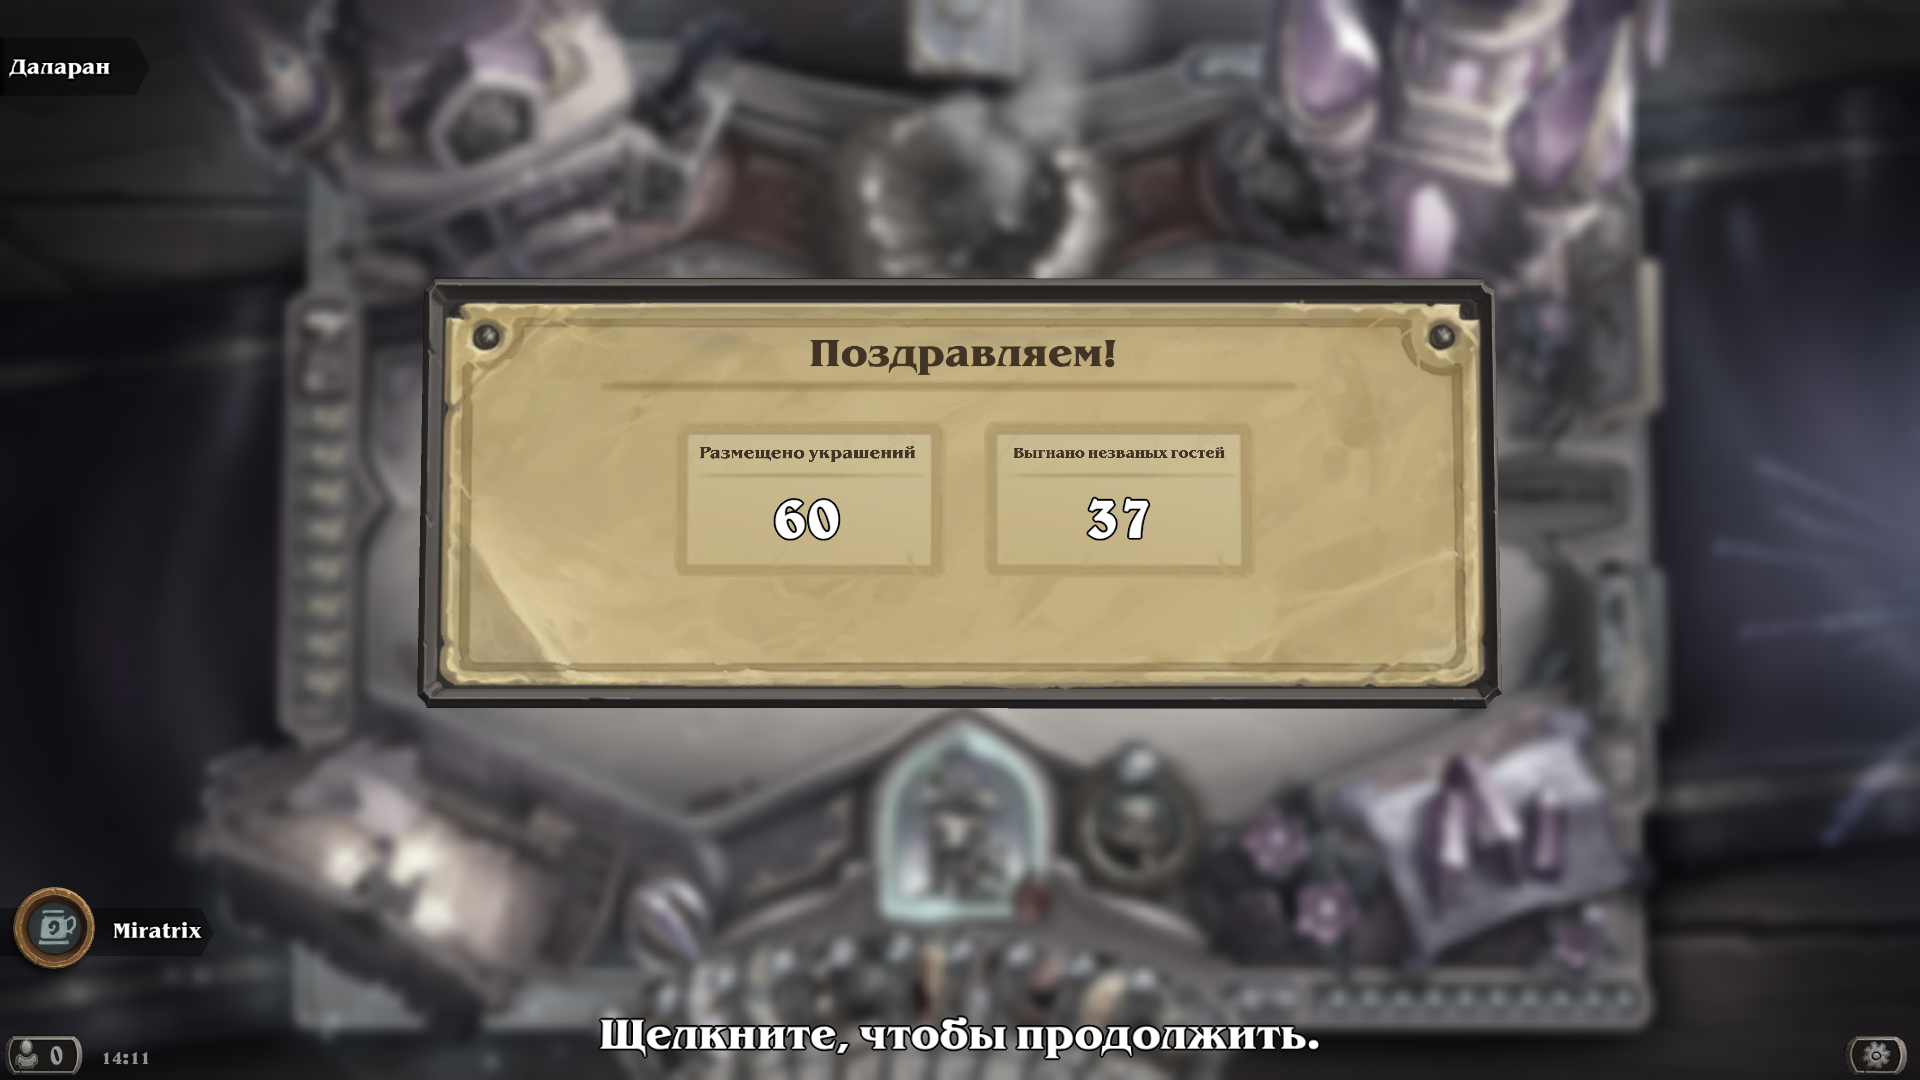 Даларан
Поздравляем!
Размещено украшений
60
Выгнано незваных гостей
37
Miratrix
Щелкните, чтобы продолжить.
0
14:11